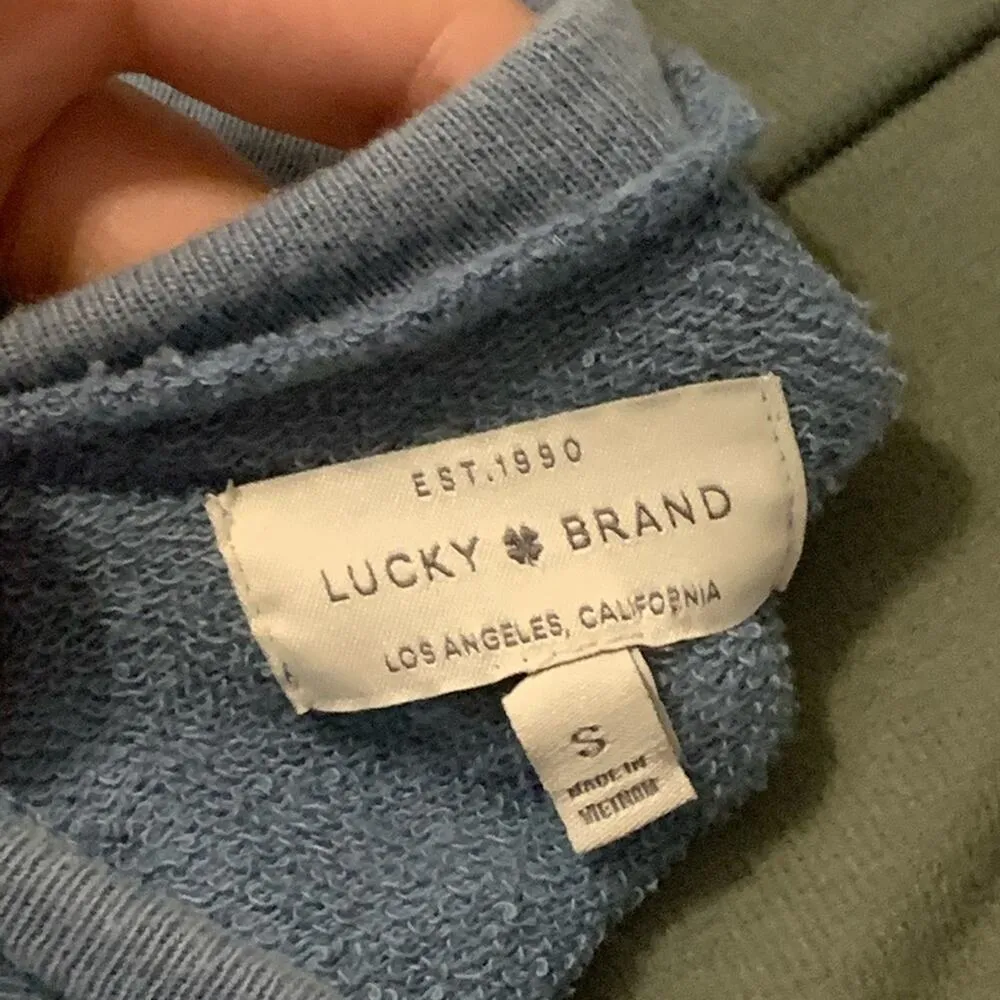 EST.1990
LUCKY BRAND
LOS ANGELES, CALIFORNIA
S
MADE IN
VIETNAM